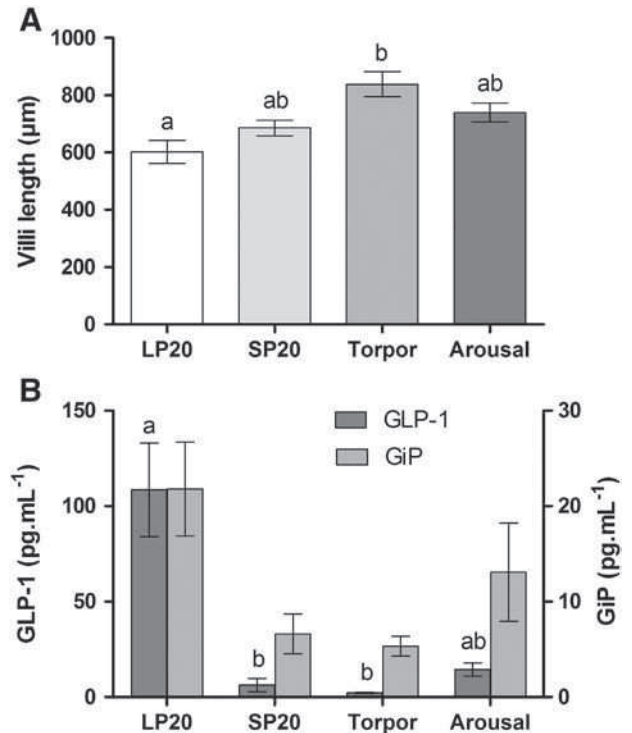 A
Villi length (µm)
1000
800
600
400
200
0
a
ab
b
ab
LP20 SP20 Torpor Arousal
B
GLP-1 (pg.mL-1)
150
100
50
0
GLP-1
GiP
a
b
b
ab
30
20
10
0
GiP (pg.mL-1)
LP20 SP20 Torpor Arousal